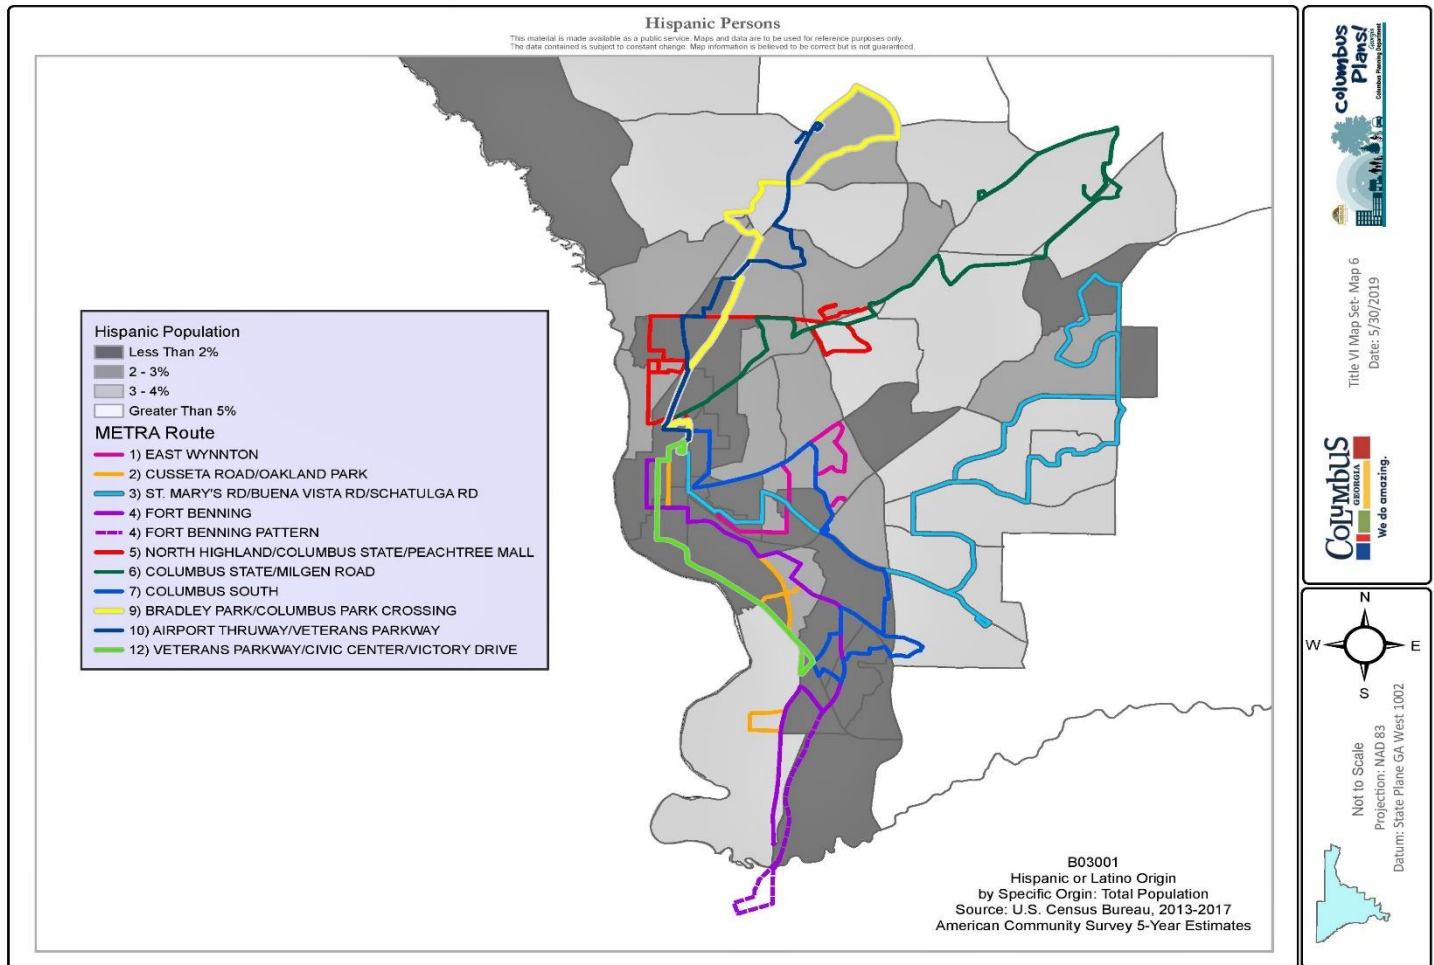 Hispanic Persons
This material is made available as a public service. Maps and data are to be used for reference purposes only.
The data contained is subject to constant change. Map information is believed to be correct but is not guaranteed.
Hispanic Population
Less Than 2%
2 - 3%
3 - 4%
Greater Than 5%
METRA Route
1) EAST WYNNTON
2) CUSSETA ROAD/OAKLAND PARK
3) ST. MARY'S RD/BUENA VISTA RD/SCHATULGA RD
4) FORT BENNING
4) FORT BENNING PATTERN
5) NORTH HIGHLAND/COLUMBUS STATE/PEACHTREE MALL
6) COLUMBUS STATE/MILGEN ROAD
7) COLUMBUS SOUTH
9) BRADLEY PARK/COLUMBUS PARK CROSSING
10) AIRPORT THRUWAY/VETERANS PARKWAY
12) VETERANS PARKWAY/CIVIC CENTER/VICTORY DRIVE
B03001
Hispanic or Latino Origin
by Specific Orgin: Total Population
Source: U.S. Census Bureau, 2013-2017
American Community Survey 5-Year Estimates
Columbus
Plans!
Georgia
Columbus Planning Department
Title VI Map Set- Map 6
Date: 5/30/2019
COLUMBUS
GEORGIA
We do amazing.
N
W
E
S
Not to Scale
Projection: NAD 83
Datum: State Plane GA West 1002